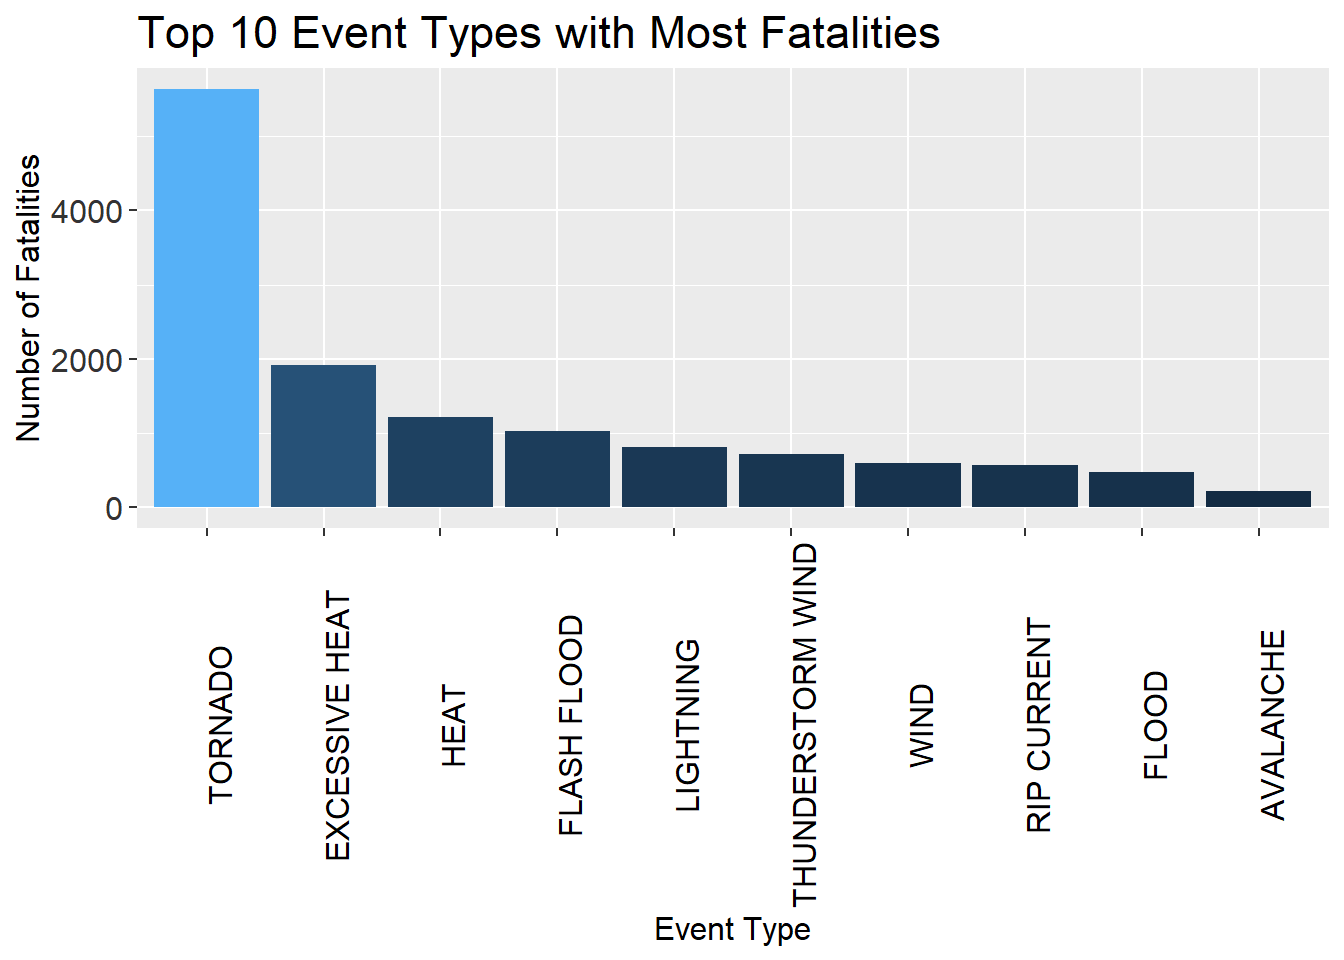 Top 10 Event Types with Most Fatalities
Number of Fatalities
4000
2000
0
TORNADO
EXCESSIVE HEAT
HEAT
FLASH FLOOD
LIGHTNING
THUNDERSTORM WIND
WIND
RIP CURRENT
FLOOD
AVALANCHE
Event Type